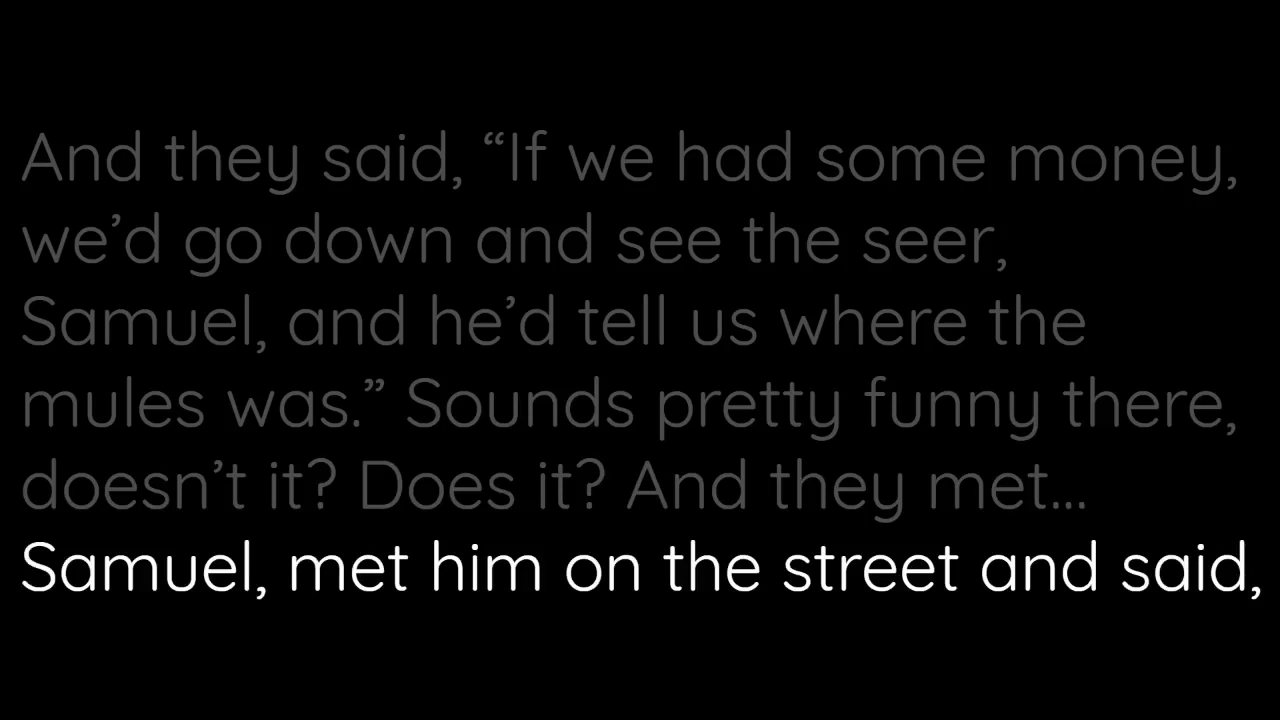 And they said, “If we had some money,
we’d go down and see the seer,
Samuel, and he’d tell us where the
mules was.” Sounds pretty funny there,
doesn’t it? Does it? And they met...
Samuel, met him on the street and said,